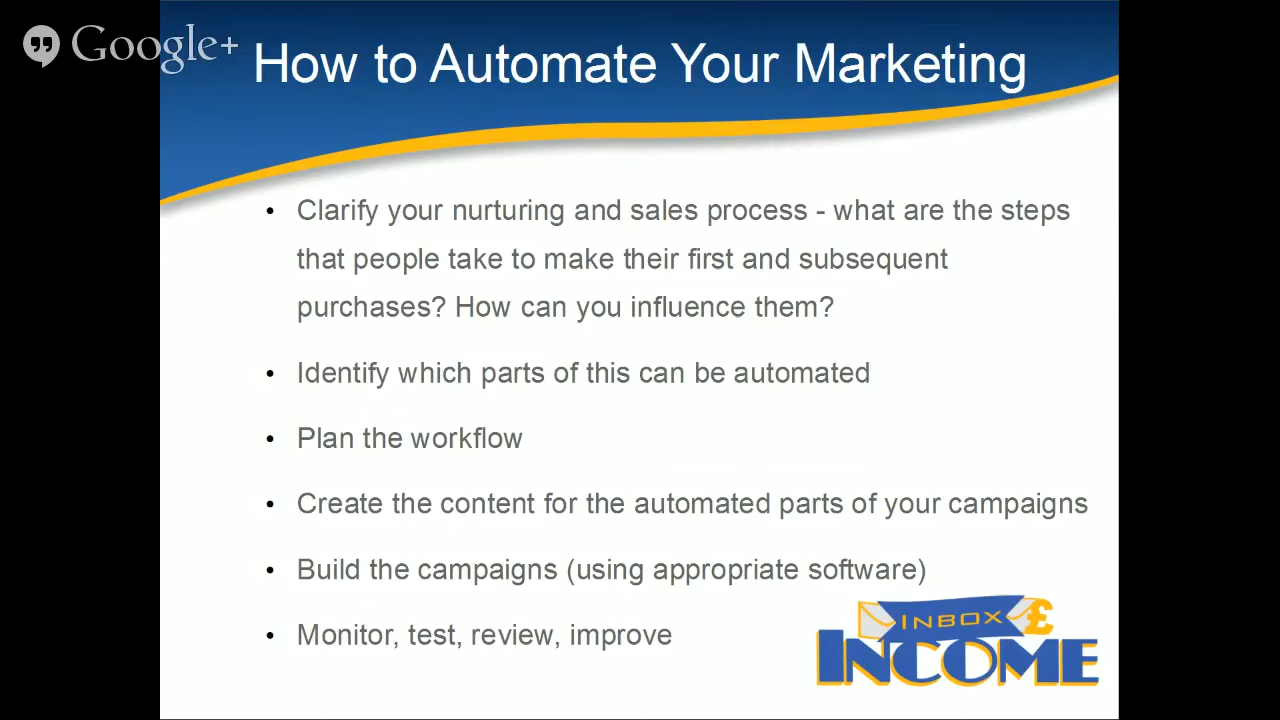 Google+
How to Automate Your Marketing
• Clarify your nurturing and sales process - what are the steps
that people take to make their first and subsequent
purchases? How can you influence them?
• Identify which parts of this can be automated
• Plan the workflow
• Create the content for the automated parts of your campaigns
• Build the campaigns (using appropriate software)
• Monitor, test, review, improve
INBOX £
INCOME